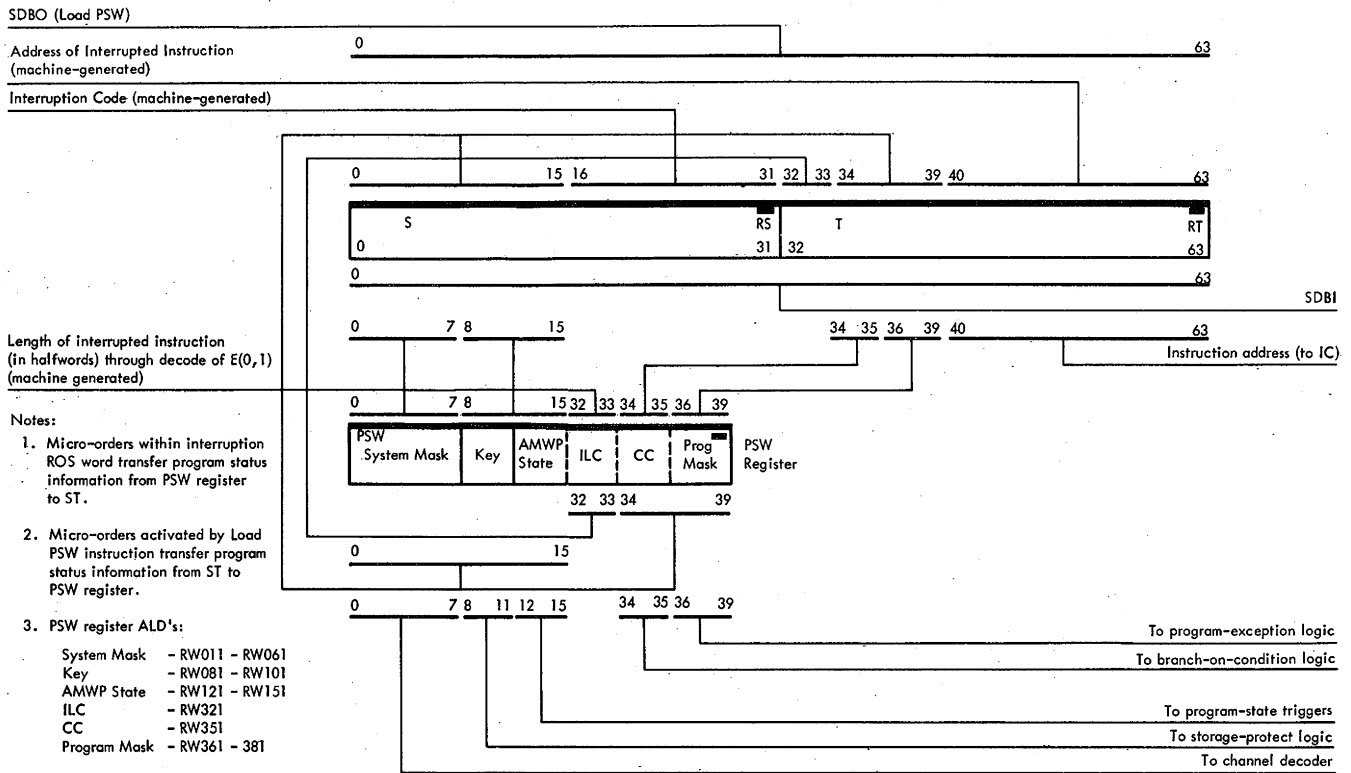 SDBO (Load PSW)
0 63
Address of Interrupted Instruction
(machine-generated)
Interruption Code (machine-generated)
0 15 16 31 32 33 34 39 40 63
S RS T RT
0 31 32 63
0 63
SDBI
0 7 8 15 34 35 36 39 40 63
Instruction address (to IC)
Length of interrupted instruction
(in halfwords) through decode of E(0,1)
(machine generated)
0 7 8 15 32 33 34 35 36 39
PSW
System Mask
Key
AMWP
State
ILC
CC
Prog
Mask
PSW
Register
32 33 34 39
0 15
0 7 8 11 12 15 34 35 36 39
To program-exception logic
To branch-on-condition logic
To program-state triggers
To storage-protect logic
To channel decoder
Notes:
1. Micro-orders within interruption
ROS word transfer program status
information from PSW register
to ST.
2. Micro-orders activated by Load
PSW instruction transfer program
status information from ST to
PSW register.
3. PSW register ALD's:
System Mask - RW011 - RW061
Key - RW081 - RW101
AMWP State - RW121 - RW151
ILC - RW321
CC - RW351
Program Mask - RW361 - 381